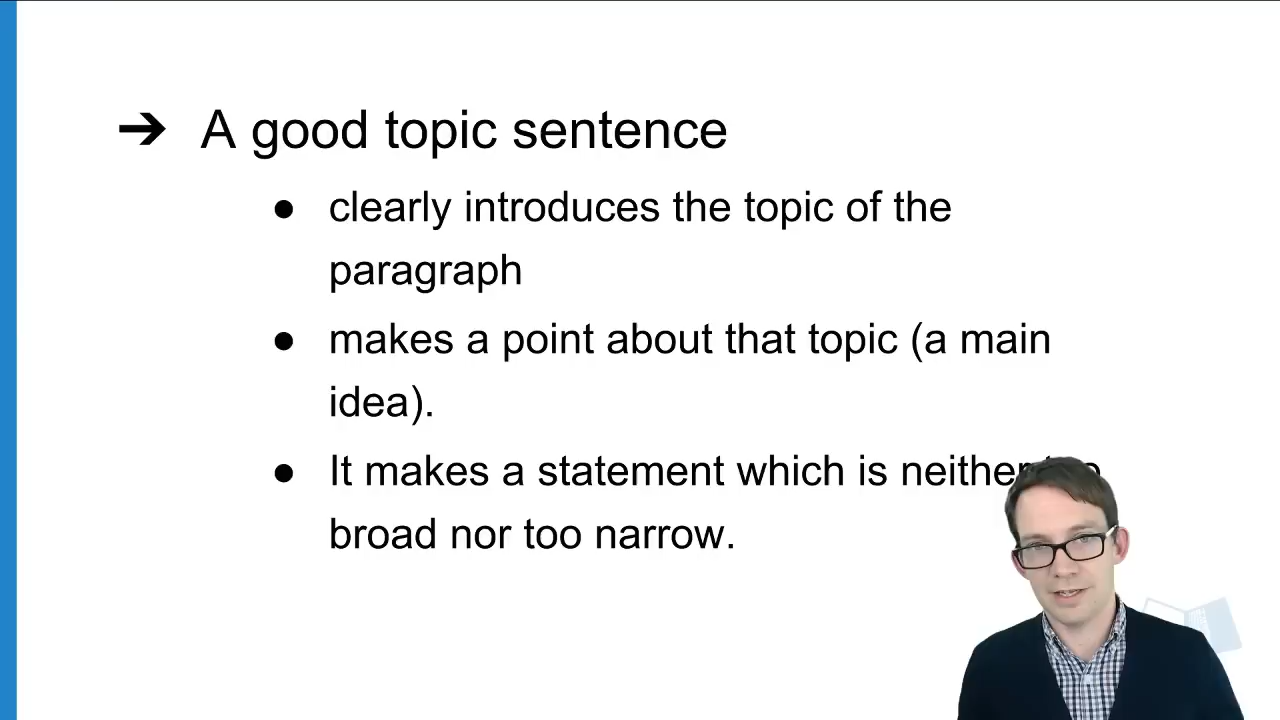 ➔ A good topic sentence
● clearly introduces the topic of the
paragraph
● makes a point about that topic (a main
idea).
● It makes a statement which is neither
broad nor too narrow.